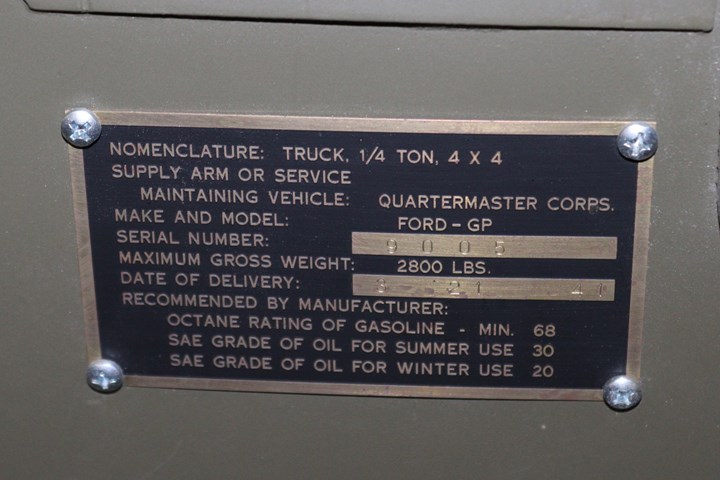 NOMENCLATURE: TRUCK, 1/4 TON, 4 X 4
SUPPLY ARM OR SERVICE
MAINTAINING VEHICLE: QUARTERMASTER CORPS.
MAKE AND MODEL: FORD-GP
SERIAL NUMBER: 9005
MAXIMUM GROSS WEIGHT: 2800 LBS.
DATE OF DELIVERY: 21 41
RECOMMENDED BY MANUFACTURER:
OCTANE RATING OF GASOLINE - MIN. 68
SAE GRADE OF OIL FOR SUMMER USE 30
SAE GRADE OF OIL FOR WINTER USE 20